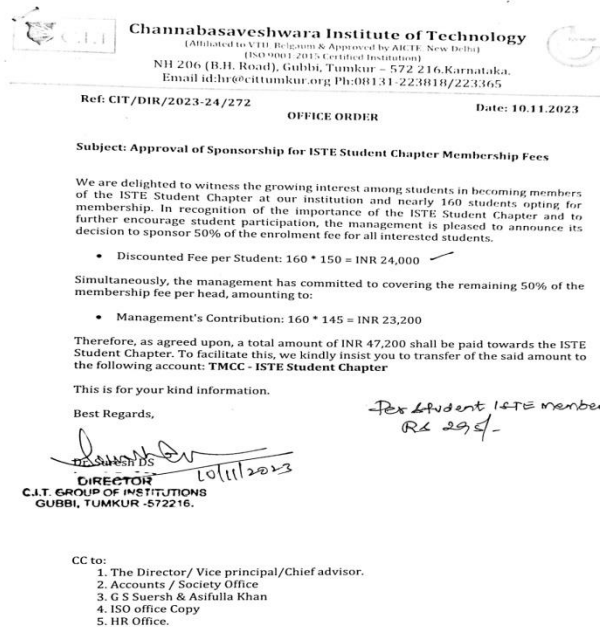 C.I.T
Channabasaveshwara Institute of Technology
(Affiliated to VTU, Belgaum & Approved by AICTE, New Delhi)
(ISO 9001:2015 Certified Institution)
NH 206 (B.H. Road), Gubbi, Tumkur – 572 216.Karnataka.
Email id:hr@cittumkur.org Ph:08131-223818/223365
Ref: CIT/DIR/2023-24/272
Date: 10.11.2023
OFFICE ORDER
Subject: Approval of Sponsorship for ISTE Student Chapter Membership Fees
We are delighted to witness the growing interest among students in becoming members
of the ISTE Student Chapter at our institution and nearly 160 students opting for
membership. In recognition of the importance of the ISTE Student Chapter and to
further encourage student participation, the management is pleased to announce its
decision to sponsor 50% of the enrolment fee for all interested students.
• Discounted Fee per Student: 160 * 150 = INR 24,000
Simultaneously, the management has committed to covering the remaining 50% of the
membership fee per head, amounting to:
• Management's Contribution: 160 * 145 = INR 23,200
Therefore, as agreed upon, a total amount of INR 47,200 shall be paid towards the ISTE
Student Chapter. To facilitate this, we kindly insist you to transfer of the said amount to
the following account: TMCC - ISTE Student Chapter
This is for your kind information.
Best Regards,
Per Student ISTE member
Rs 295/-
Dr. Suresh DS
10/11/2023
DIRECTOR
C.I.T. GROUP OF INSTITUTIONS
GUBBI, TUMKUR -572216.
CC to:
1. The Director/ Vice principal/Chief advisor.
2. Accounts / Society Office
3. G S Suersh & Asifulla Khan
4. ISO office Copy
5. HR Office.